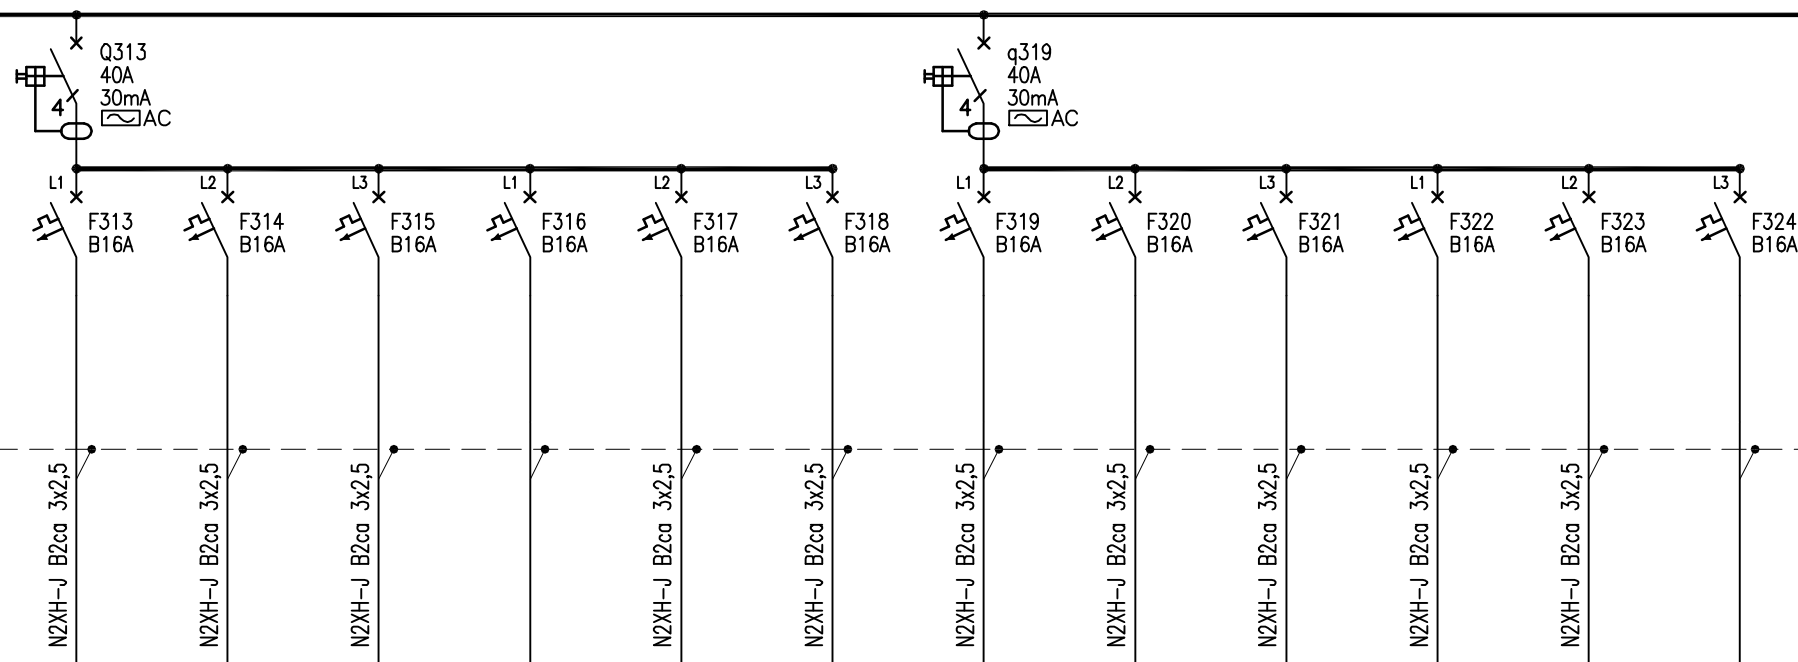 Q313
40A
30mA
AC
4
q319
40A
30mA
AC
4
L1
L2
L3
L1
L2
L3
L1
L2
L3
L1
L2
L3
F313
B16A
F314
B16A
F315
B16A
F316
B16A
F317
B16A
F318
B16A
F319
B16A
F320
B16A
F321
B16A
F322
B16A
F323
B16A
F324
B16A
N2XH-J B2ca 3x2,5
N2XH-J B2ca 3x2,5
N2XH-J B2ca 3x2,5
N2XH-J B2ca 3x2,5
N2XH-J B2ca 3x2,5
N2XH-J B2ca 3x2,5
N2XH-J B2ca 3x2,5
N2XH-J B2ca 3x2,5
N2XH-J B2ca 3x2,5
N2XH-J B2ca 3x2,5